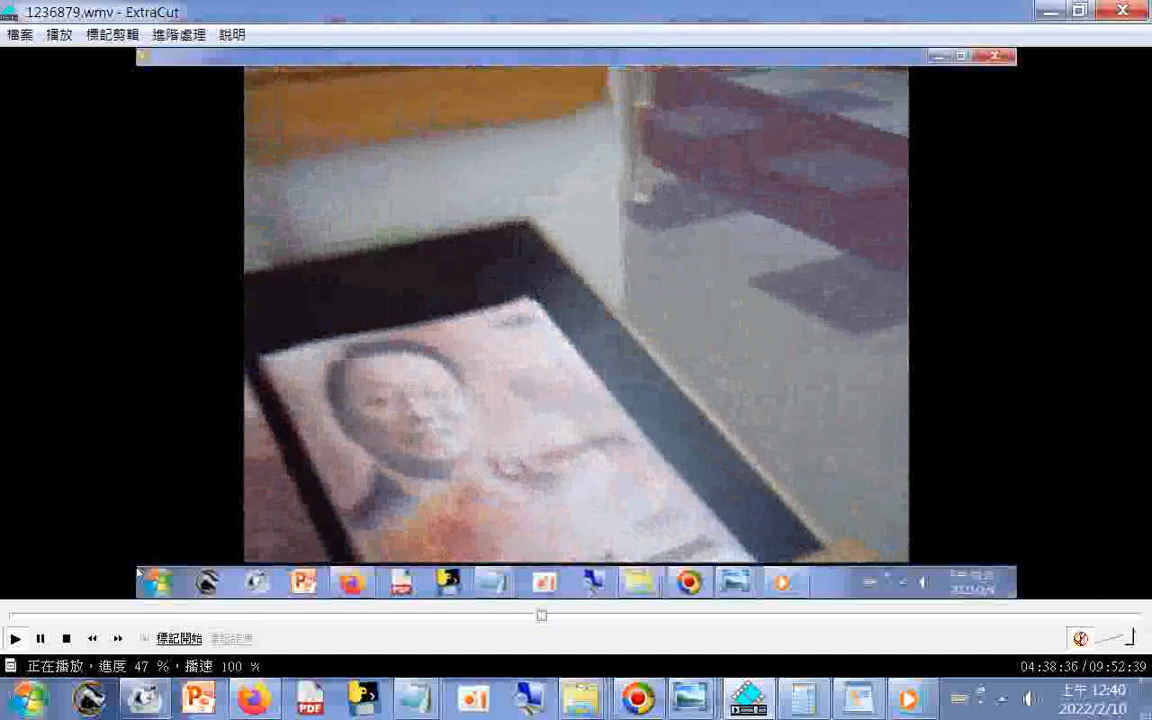 1236879.wmv - ExtraCut
檔案 播放 標記剪輯 進階處理 說明
標記開始 標記結束
正在播放，進度 47 %，播速 100 %
04:38:36 / 09:52:39
上午 12:40
2022/2/10